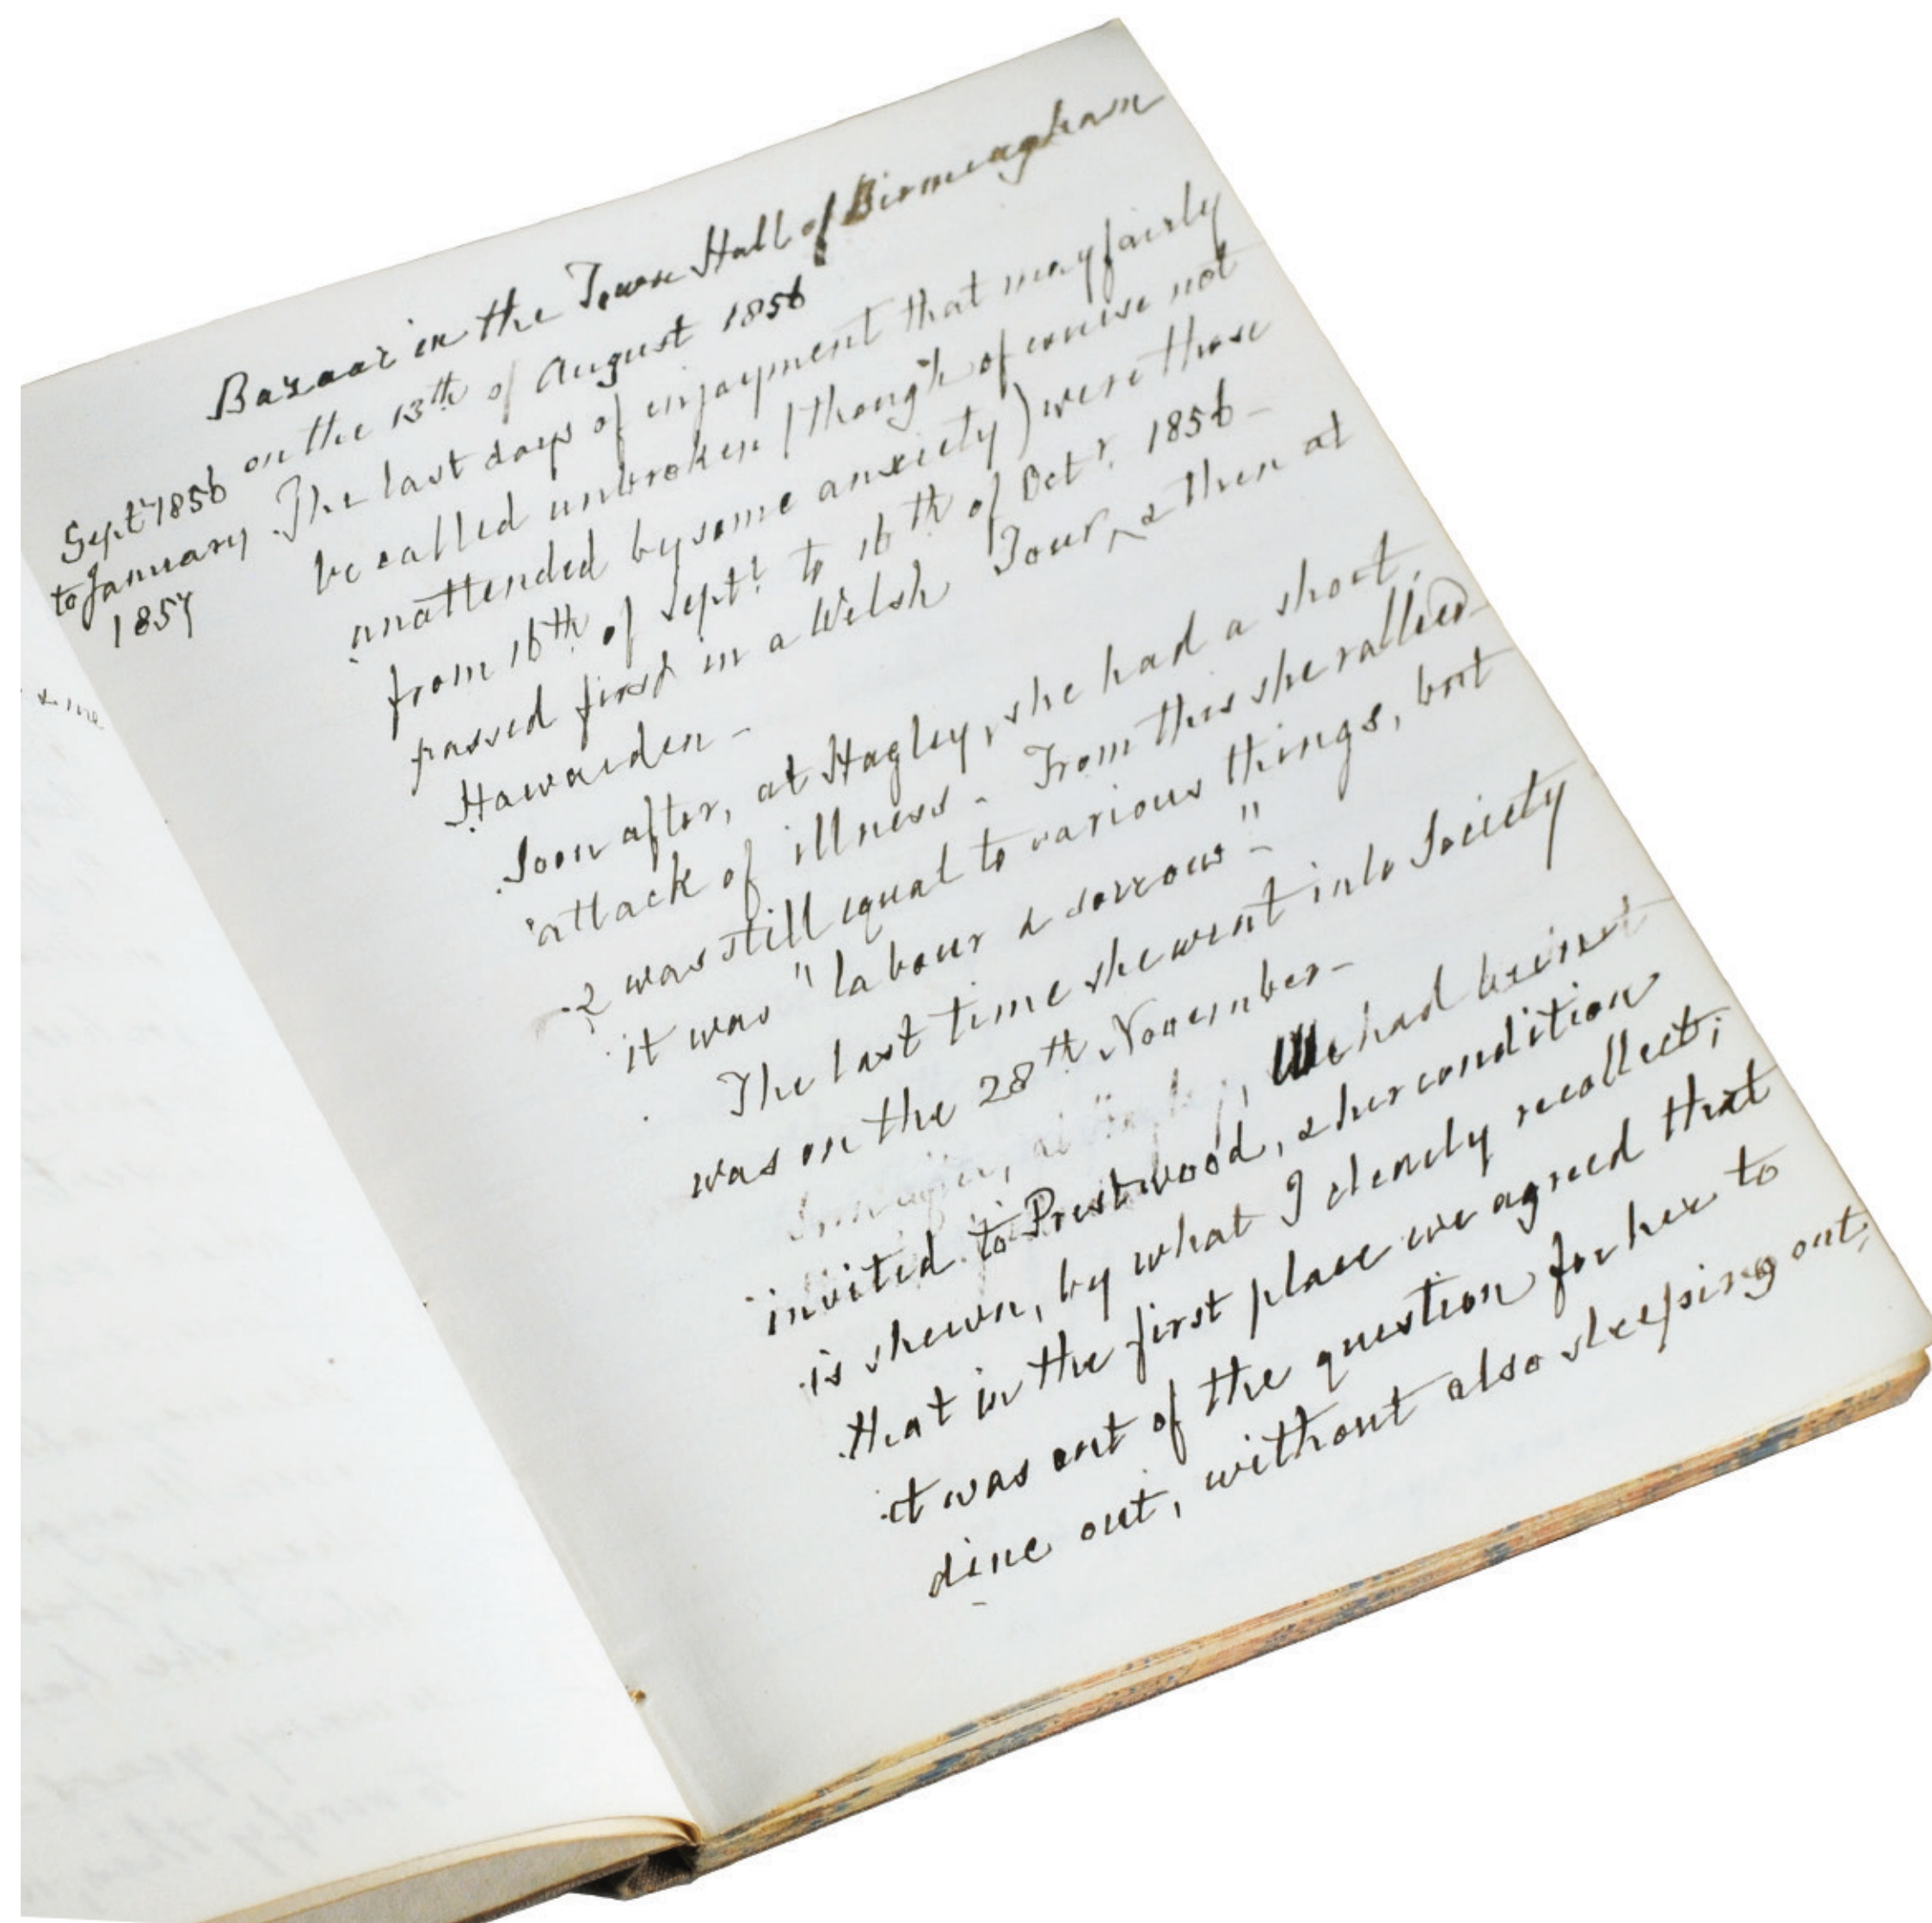 Bazaar in the Town Hall of Birmingham
on the 13th of August 1856
Septr 1856
to January
1857
The last days of enjoyment that may fairly
be called unbroken (though of course not
unattended by some anxiety) were those
from 16th of Septr. to 16th of Octr. 1856 -
passed first in a Welsh Tour, & then at
Hawarden -
Soon after, at Hagley, she had a short
attack of illness - From this she rallied -
& was still equal to various things, but
it was "labour & sorrow" -
The last time she went into Society
was on the 28th November -
Soon after, at Hagley, We had been
invited to Prestwood, & her condition
is shewn, by what I clearly recollect;
that in the first place we agreed that
it was out of the question for her to
dine out, without also sleeping out;